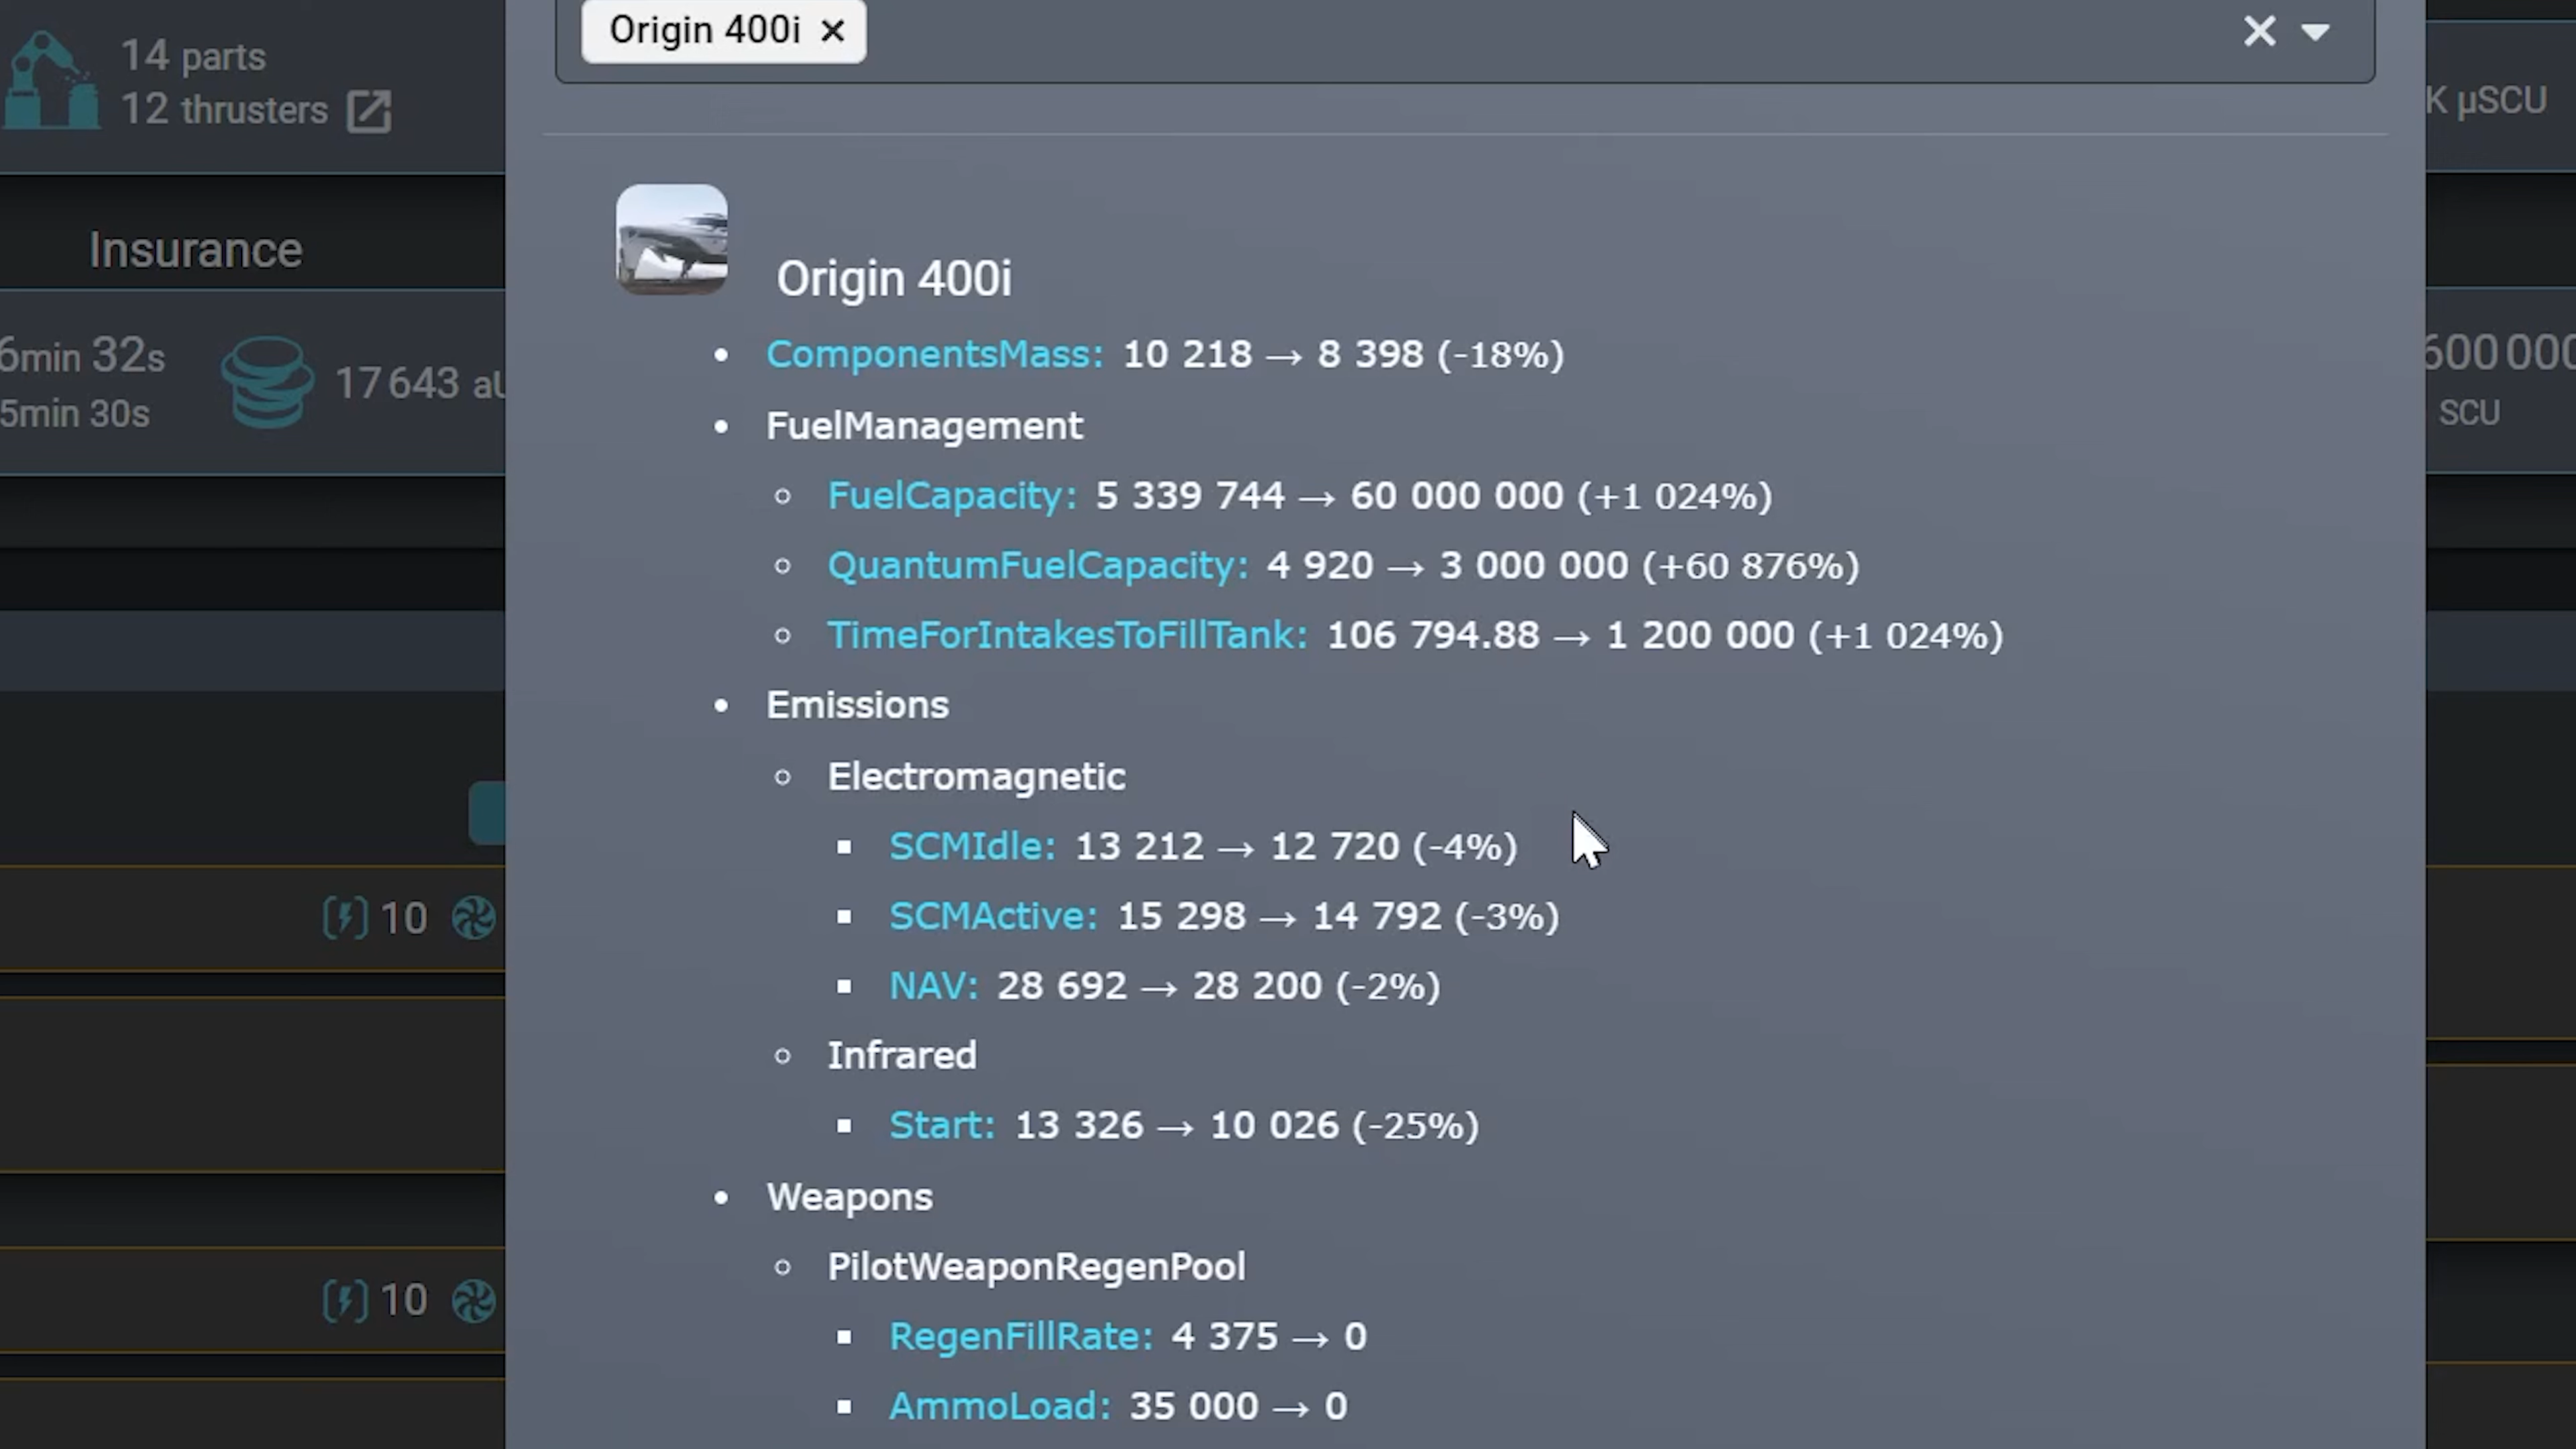 Origin 400i ×
14 parts
12 thrusters
K µSCU
Insurance
Origin 400i
6min 32s
5min 30s
17 643 aU
600 000
SCU
ComponentsMass: 10 218 → 8 398 (-18%)
FuelManagement
FuelCapacity: 5 339 744 → 60 000 000 (+1 024%)
QuantumFuelCapacity: 4 920 → 3 000 000 (+60 876%)
TimeForIntakesToFillTank: 106 794.88 → 1 200 000 (+1 024%)
Emissions
Electromagnetic
SCMIdle: 13 212 → 12 720 (-4%)
SCMActive: 15 298 → 14 792 (-3%)
10
NAV: 28 692 → 28 200 (-2%)
Infrared
Start: 13 326 → 10 026 (-25%)
Weapons
PilotWeaponRegenPool
10
RegenFillRate: 4 375 → 0
AmmoLoad: 35 000 → 0